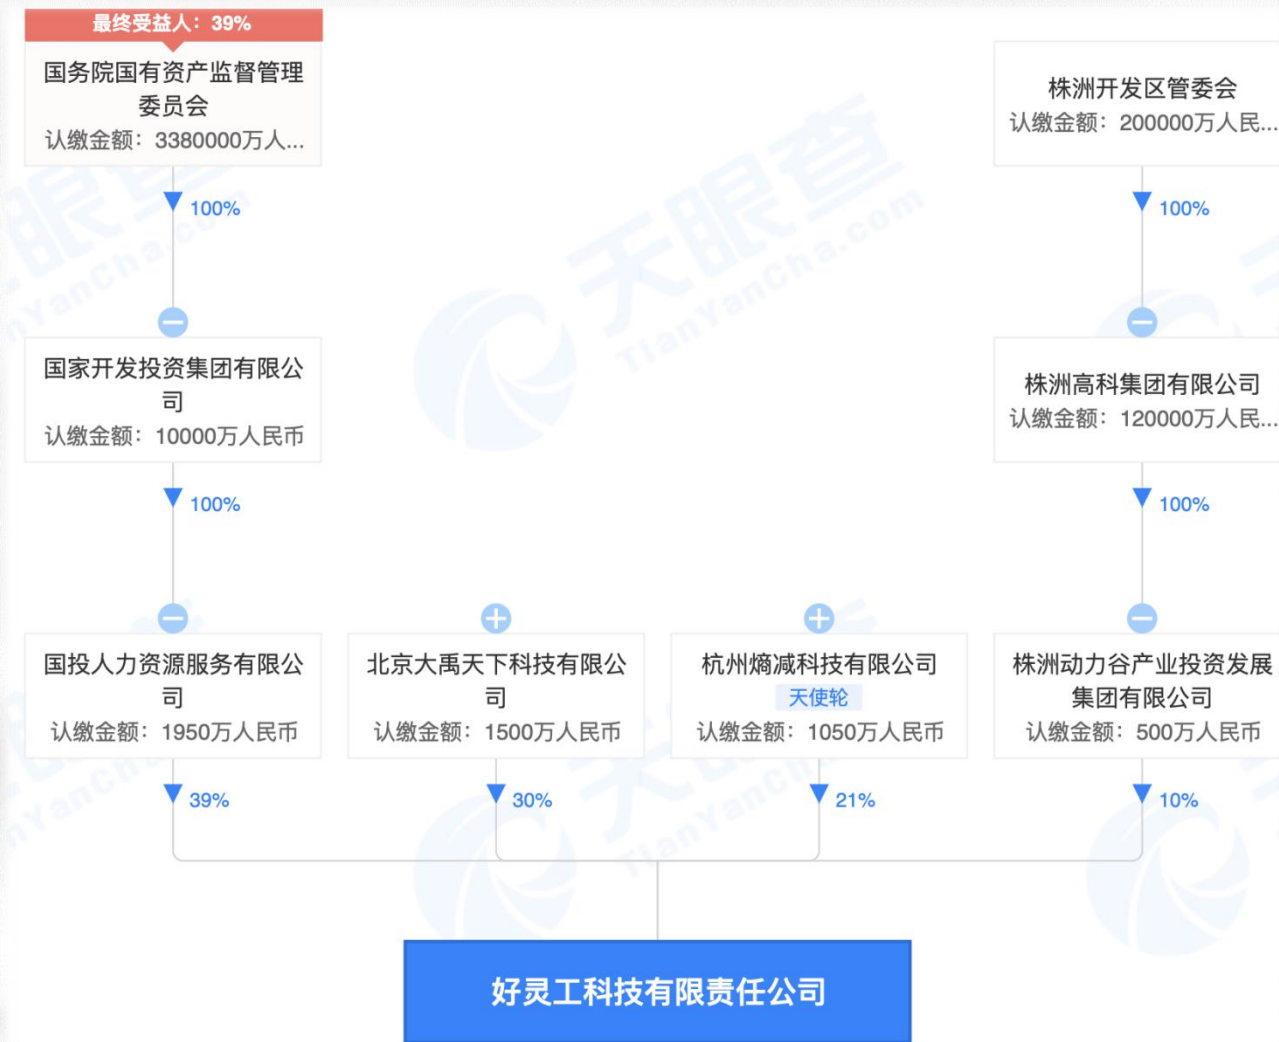 最终受益人：39%
国务院国有资产监督管理
委员会
认缴金额：3380000万人...
100%
株洲开发区管委会
认缴金额：200000万人民...
100%
国家开发投资集团有限公
司
认缴金额：10000万人民币
100%
株洲高科集团有限公司
认缴金额：120000万人民...
100%
国投人力资源服务有限公
司
认缴金额：1950万人民币
39%
北京大禹天下科技有限公
司
认缴金额：1500万人民币
30%
杭州熵减科技有限公司
天使轮
认缴金额：1050万人民币
21%
株洲动力谷产业投资发展
集团有限公司
认缴金额：500万人民币
10%
好灵工科技有限责任公司
天眼查
TianYanCha.com